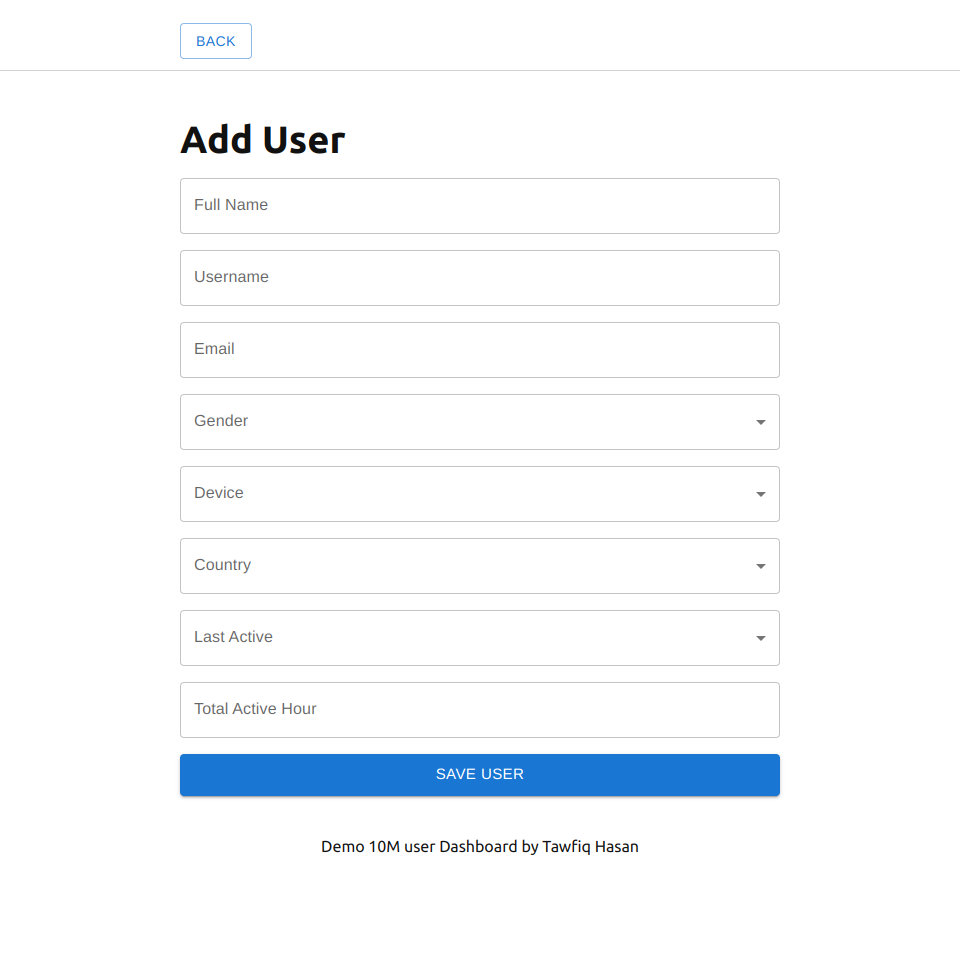 BACK
Add User
Full Name
Username
Email
Gender
Device
Country
Last Active
Total Active Hour
SAVE USER
Demo 10M user Dashboard by Tawfiq Hasan